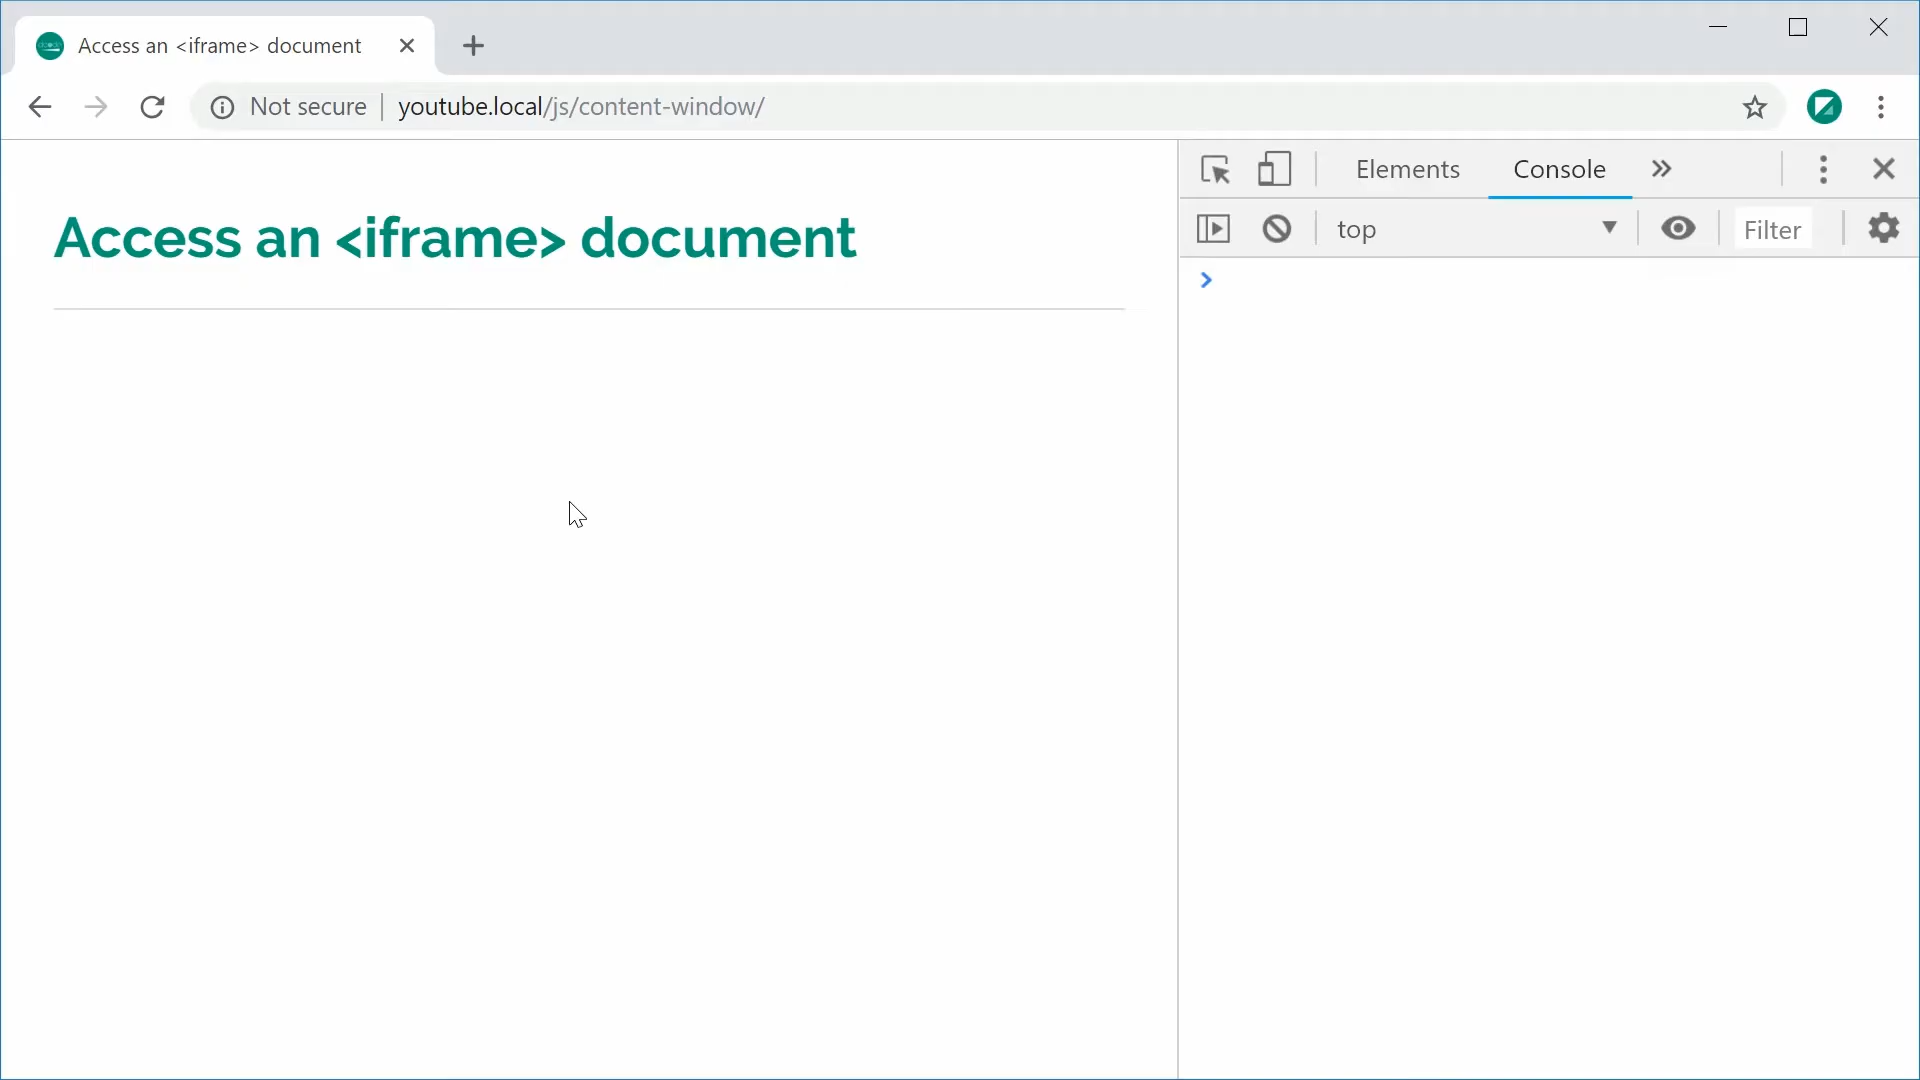 Access an <iframe> document
Not secure | youtube.local/js/content-window/
Access an <iframe> document
Elements Console
top Filter